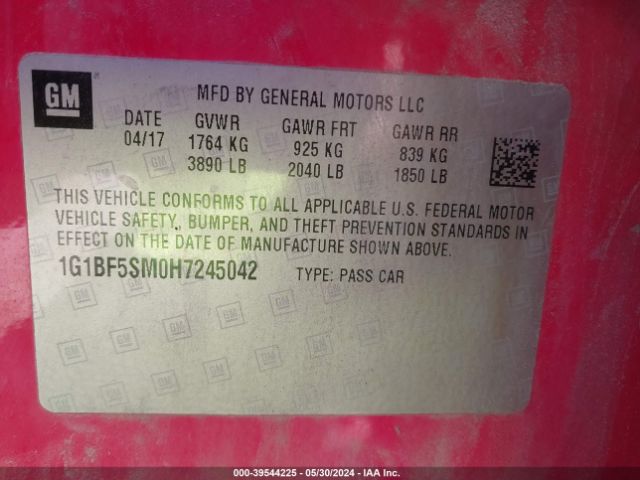 GM
MFD BY GENERAL MOTORS LLC
DATE GVWR GAWR FRT GAWR RR
04/17 1764 KG 925 KG 839 KG
3890 LB 2040 LB 1850 LB
THIS VEHICLE CONFORMS TO ALL APPLICABLE U.S. FEDERAL MOTOR
VEHICLE SAFETY, BUMPER, AND THEFT PREVENTION STANDARDS IN
EFFECT ON THE DATE OF MANUFACTURE SHOWN ABOVE.
1G1BF5SM0H7245042 TYPE: PASS CAR
000-39544225 - 05/30/2024 - IAA Inc.